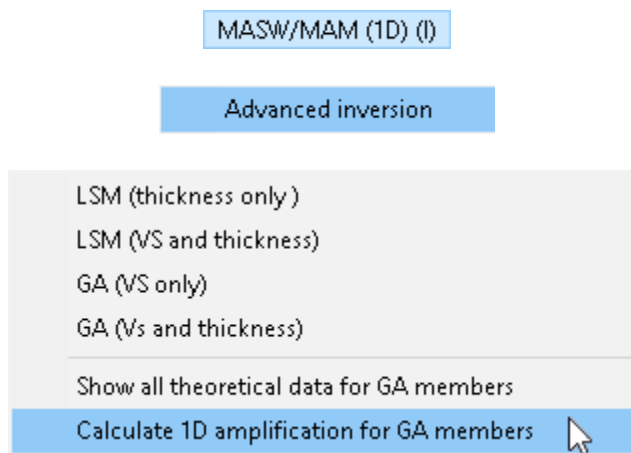 MASW/MAM (1D) (I)
Advanced inversion
LSM (thickness only )
LSM (VS and thickness)
GA (VS only)
GA (Vs and thickness)
Show all theoretical data for GA members
Calculate 1D amplification for GA members